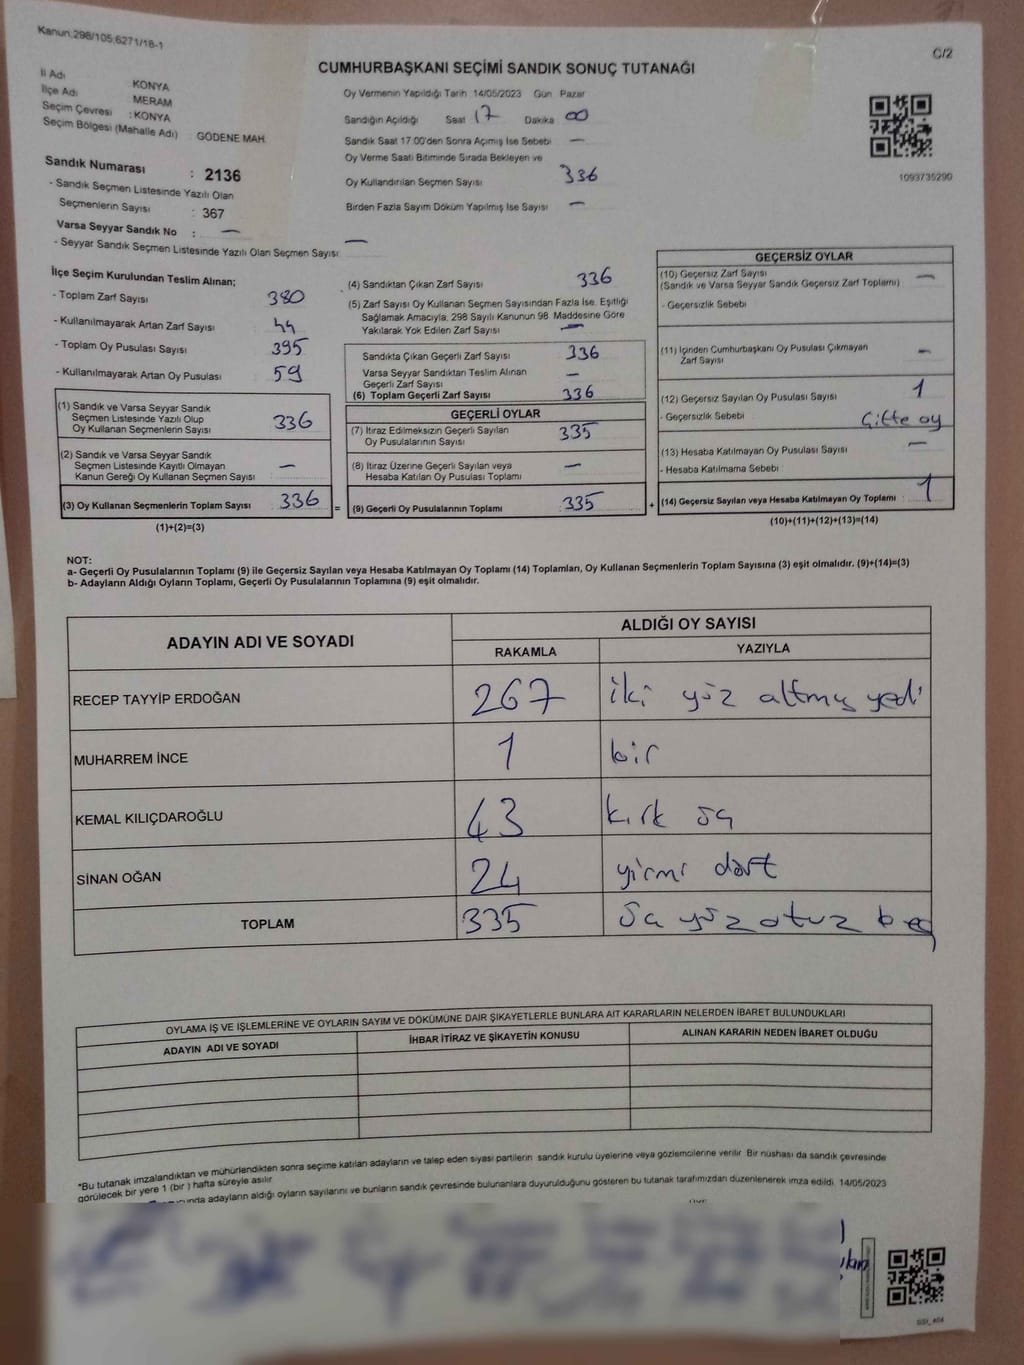 Kanun:298/105;6271/18-1
C/2
CUMHURBAŞKANI SEÇİMİ SANDIK SONUÇ TUTANAĞI
İl Adı KONYA
İlçe Adı MERAM
Seçim Çevresi : KONYA
Seçim Bölgesi (Mahalle Adı) : GÖDENE MAH.
Sandık Numarası : 2136
- Sandık Seçmen Listesinde Yazılı Olan
Seçmenlerin Sayısı : 367
Varsa Seyyar Sandık No : —
- Seyyar Sandık Seçmen Listesinde Yazılı Olan Seçmen Sayısı —
Oy Vermenin Yapıldığı Tarih 14/05/2023 Gün Pazar
Sandığın Açıldığı Saat 17 Dakika 00
Sandık Saat 17.00'den Sonra Açımış İse Sebebi —
Oy Verme Saati Bitiminde Sırada Bekleyen ve
Oy Kullandırılan Seçmen Sayısı 336
Birden Fazla Sayım Döküm Yapılmış İse Sayısı —
1093735290
İlçe Seçim Kurulundan Teslim Alınan;
- Toplam Zarf Sayısı 380
- Kullanılmayarak Artan Zarf Sayısı 44
- Toplam Oy Pusulası Sayısı 395
- Kullanılmayarak Artan Oy Pusulası 59
(1) Sandık ve Varsa Seyyar Sandık
Seçmen Listesinde Yazılı Olup
Oy Kullanan Seçmenlerin Sayısı 336
(2) Sandık ve Varsa Seyyar Sandık
Seçmen Listesinde Kayıtlı Olmayan
Kanun Gereği Oy Kullanan Seçmen Sayısı —
(3) Oy Kullanan Seçmenlerin Toplam Sayısı 336 =
(1)+(2)=(3)
(4) Sandıktan Çıkan Zarf Sayısı 336
(5) Zarf Sayısı Oy Kullanan Seçmen Sayısından Fazla İse, Eşitliği
Sağlamak Amacıyla, 298 Sayılı Kanunun 98. Maddesine Göre
Yakılarak Yok Edilen Zarf Sayısı —
Sandıkta Çıkan Geçerli Zarf Sayısı 336
Varsa Seyyar Sandıktan Teslim Alınan
Geçerli Zarf Sayısı —
(6) Toplam Geçerli Zarf Sayısı 336
GEÇERLİ OYLAR
(7) İtiraz Edilmeksizin Geçerli Sayılan
Oy Pusulalarının Sayısı 335
(8) İtiraz Üzerine Geçerli Sayılan veya
Hesaba Katılan Oy Pusulası Toplamı —
(9) Geçerli Oy Pusulalarının Toplamı : 335 +
GEÇERSİZ OYLAR
(10) Geçersiz Zarf Sayısı —
(Sandık ve Varsa Seyyar Sandık Geçersiz Zarf Toplamı)
- Geçersizlik Sebebi
(11) İçinden Cumhurbaşkanı Oy Pusulası Çıkmayan
Zarf Sayısı —
(12) Geçersiz Sayılan Oy Pusulası Sayısı 1
- Geçersizlik Sebebi Çifte oy
(13) Hesaba Katılmayan Oy Pusulası Sayısı —
- Hesaba Katılmama Sebebi
(14) Geçersiz Sayılan veya Hesaba Katılmayan Oy Toplamı : 1
(10)+(11)+(12)+(13)=(14)
NOT:
a- Geçerli Oy Pusulalarının Toplamı (9) ile Geçersiz Sayılan veya Hesaba Katılmayan Oy Toplamı (14) Toplamları, Oy Kullanan Seçmenlerin Toplam Sayısına (3) eşit olmalıdır. (9)+(14)=(3)
b- Adayların Aldığı Oyların Toplamı, Geçerli Oy Pusulalarının Toplamına (9) eşit olmalıdır.
ADAYIN ADI VE SOYADI ALDIĞI OY SAYISI
RAKAMLA YAZIYLA
RECEP TAYYİP ERDOĞAN 267 iki yüz altmış yedi
MUHARREM İNCE 1 bir
KEMAL KILIÇDAROĞLU 43 kırk üç
SİNAN OĞAN 24 yirmi dört
TOPLAM 335 üç yüz otuz beş
OYLAMA İŞ VE İŞLEMLERİNE VE OYLARIN SAYIM VE DÖKÜMÜNE DAİR ŞİKAYETLERLE BUNLARA AİT KARARLARIN NELERDEN İBARET BULUNDUKLARI
ADAYIN ADI VE SOYADI İHBAR İTİRAZ VE ŞİKAYETİN KONUSU ALINAN KARARIN NEDEN İBARET OLDUĞU
*Bu tutanak imzalandıktan ve mühürlendikten sonra seçime katılan adayların ve talep eden siyasi partilerin sandık kurulu üyelerine veya gözlemcilerine verilir. Bir nüshası da sandık çevresinde
görülecek bir yere 1 (bir) hafta süreyle asılır.
adayların aldığı oyların sayılarını ve bunların sandık çevresinde bulunanlara duyurulduğunu gösteren bu tutanak tarafımızdan düzenlenerek imza edildi. 14/05/2023